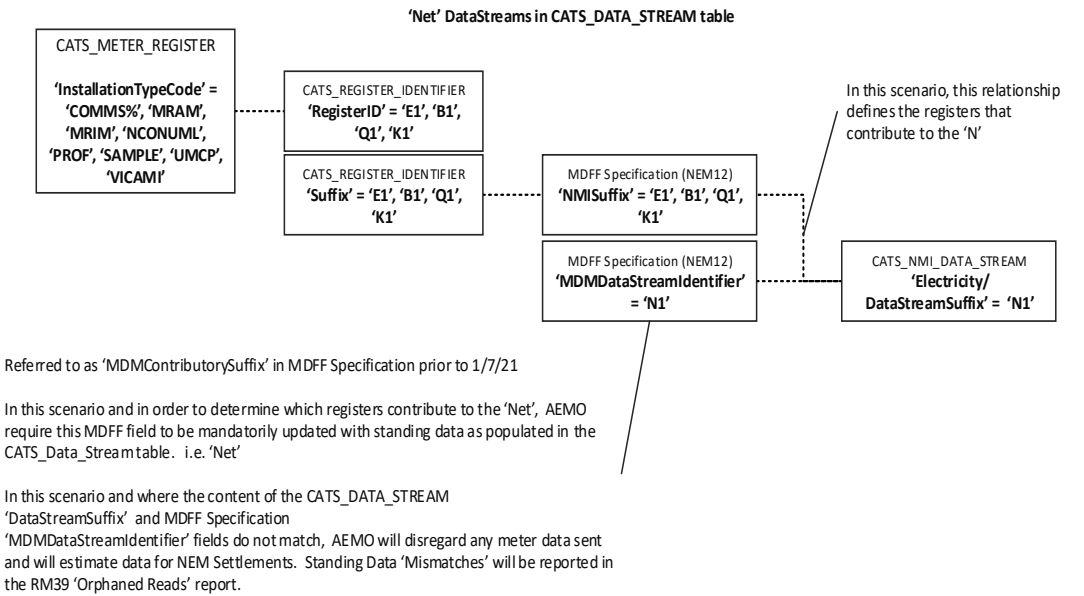 ‘Net’ DataStreams in CATS_DATA_STREAM table
CATS_METER_REGISTER
‘InstallationTypeCode’ =
‘COMMS%’, ‘MRAM’,
‘MRIM’, ‘NCONUML’,
‘PROF’, ‘SAMPLE’, ‘UMCP’,
‘VICAMI’
CATS_REGISTER_IDENTIFIER
‘RegisterID’ = ‘E1’, ‘B1’,
‘Q1’, ‘K1’
CATS_REGISTER_IDENTIFIER
‘Suffix’ = ‘E1’, ‘B1’, ‘Q1’,
‘K1’
MDFF Specification (NEM12)
‘NMISuffix’ = ‘E1’, ‘B1’, ‘Q1’,
‘K1’
MDFF Specification (NEM12)
‘MDMDataStreamIdentifier’
= ‘N1’
In this scenario, this relationship
defines the registers that
contribute to the ‘N’
CATS_NMI_DATA_STREAM
‘Electricity/
DataStreamSuffix’ = ‘N1’
Referred to as ‘MDMContributorySuffix’ in MDFF Specification prior to 1/7/21
In this scenario and in order to determine which registers contribute to the ‘Net’, AEMO
require this MDFF field to be mandatorily updated with standing data as populated in the
CATS_Data_Stream table. i.e. ‘Net’
In this scenario and where the content of the CATS_DATA_STREAM
‘DataStreamSuffix’ and MDFF Specification
‘MDMDataStreamIdentifier’ fields do not match, AEMO will disregard any meter data sent
and will estimate data for NEM Settlements. Standing Data ‘Mismatches’ will be reported in
the RM39 ‘Orphaned Reads’ report.